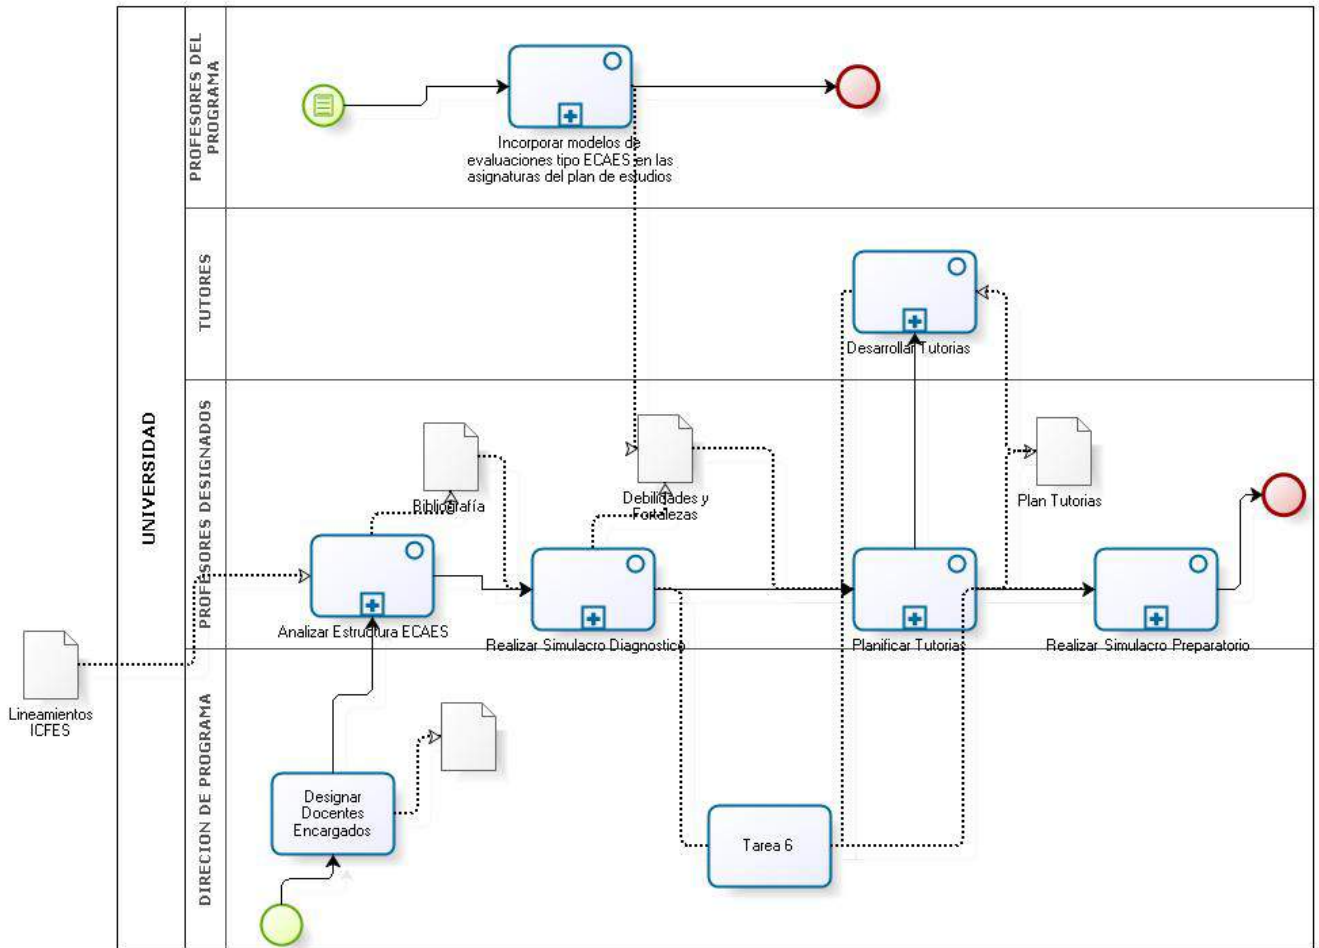 UNIVERSIDAD
PROFESORES DEL
PROGRAMA
Incorporar modelos de
evaluaciones tipo ECAES en las
asignaturas del plan de estudios
TUTORES
Desarrollar Tutorias
PROFESORES DESIGNADOS
Bibliografía
Debilidades y
Fortalezas
Plan Tutorias
Analizar Estructura ECAES
Realizar Simulacro Diagnostico
Planificar Tutorias
Realizar Simulacro Preparatorio
Lineamientos
ICFES
DIRECION DE PROGRAMA
Designar
Docentes
Encargados
Tarea 6